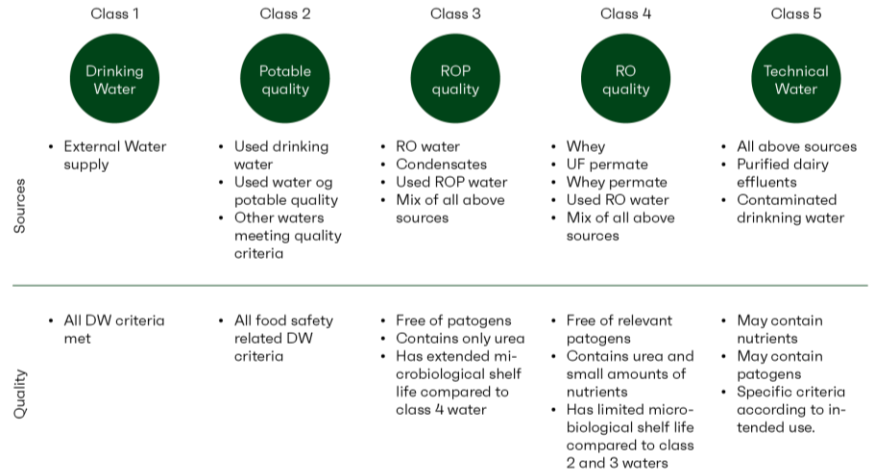 Class 1
Class 2
Class 3
Class 4
Class 5
Drinking
Water
Potable
quality
ROP
quality
RO
quality
Technical
Water
Sources
• External Water
supply
• Used drinking
water
• Used water og
potable quality
• Other waters
meeting quality
criteria
• RO water
• Condensates
• Used ROP water
• Mix of all above
sources
• Whey
• UF permate
• Whey permate
• Used RO water
• Mix of all above
sources
• All above sources
• Purified dairy
effluents
• Contaminated
drinkning water
Quality
• All DW criteria
met
• All food safety
related DW
criteria
• Free of patogens
• Contains only urea
• Has extended mi-
crobiological shelf
life compared to
class 4 water
• Free of relevant
patogens
• Contains urea and
small amounts of
nutrients
• Has limited micro-
biological shelf life
compared to class
2 and 3 waters
• May contain
nutrients
• May contain
patogens
• Specific criteria
according to in-
tended use.